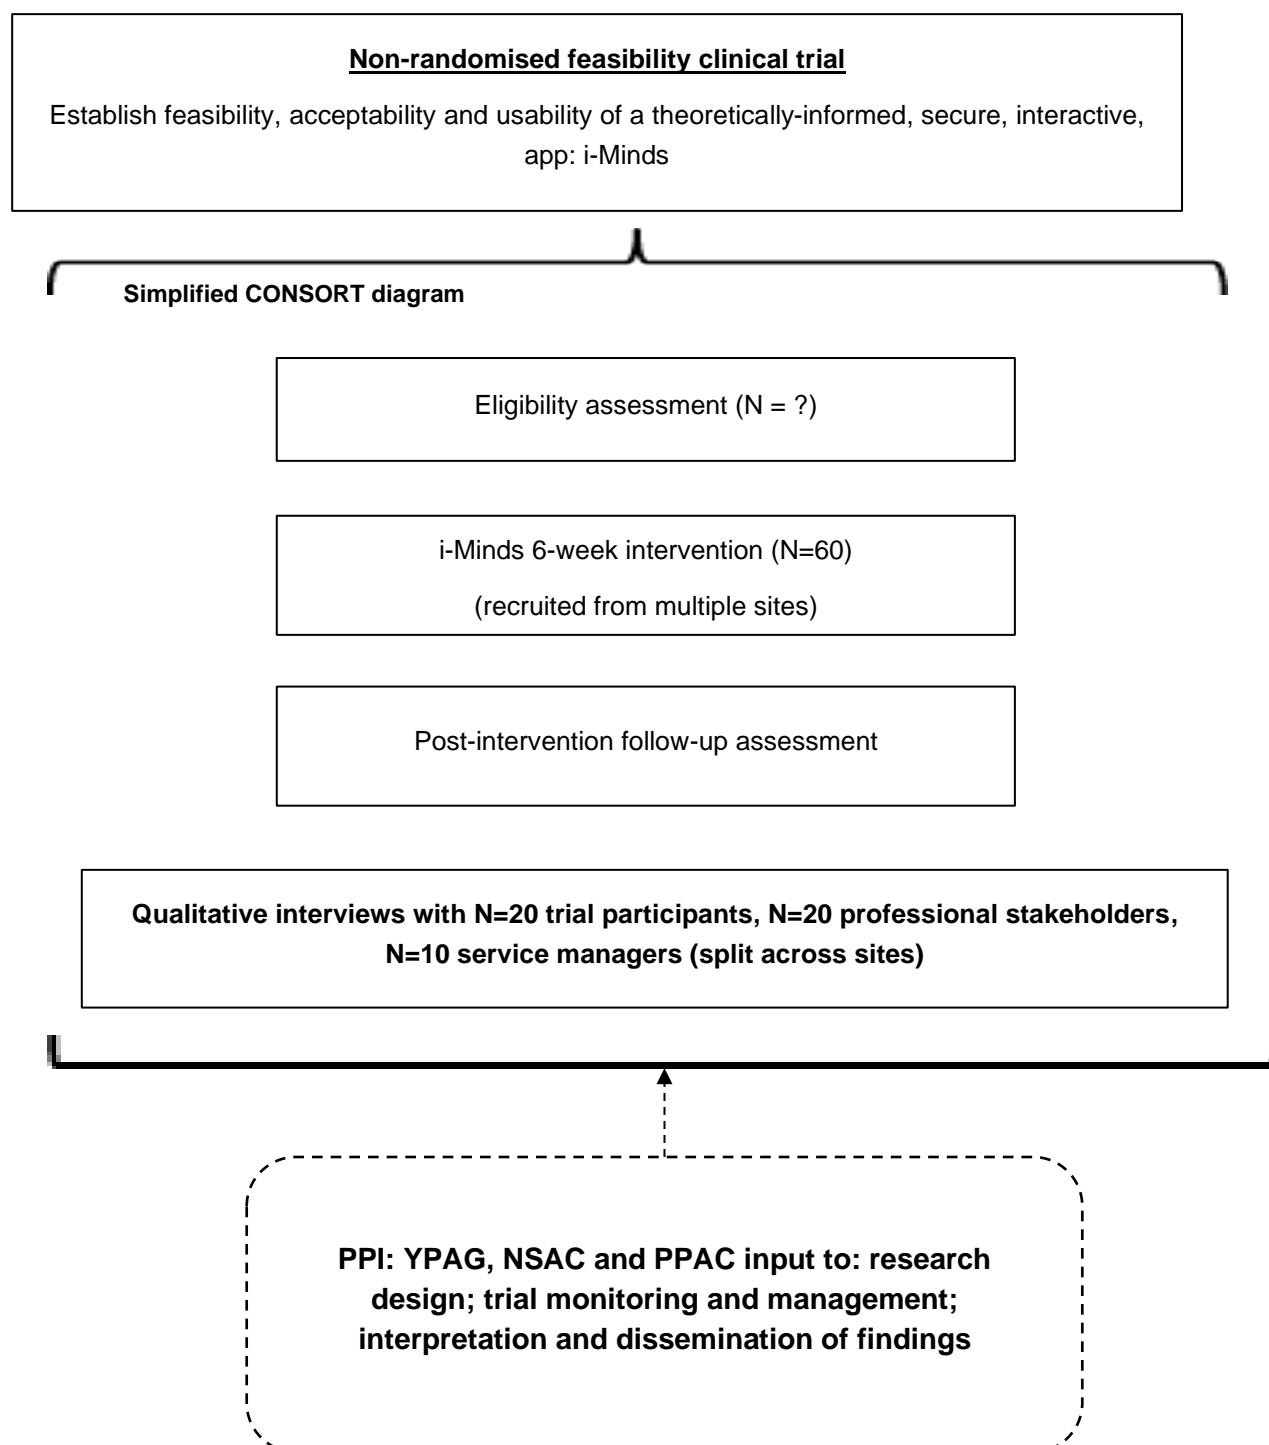 Non-randomised feasibility clinical trial
Establish feasibility, acceptability and usability of a theoretically-informed, secure, interactive,
app: i-Minds
Simplified CONSORT diagram
Eligibility assessment (N = ?)
i-Minds 6-week intervention (N=60)
(recruited from multiple sites)
Post-intervention follow-up assessment
Qualitative interviews with N=20 trial participants, N=20 professional stakeholders,
N=10 service managers (split across sites)
PPI: YPAG, NSAC and PPAC input to: research
design; trial monitoring and management;
interpretation and dissemination of findings